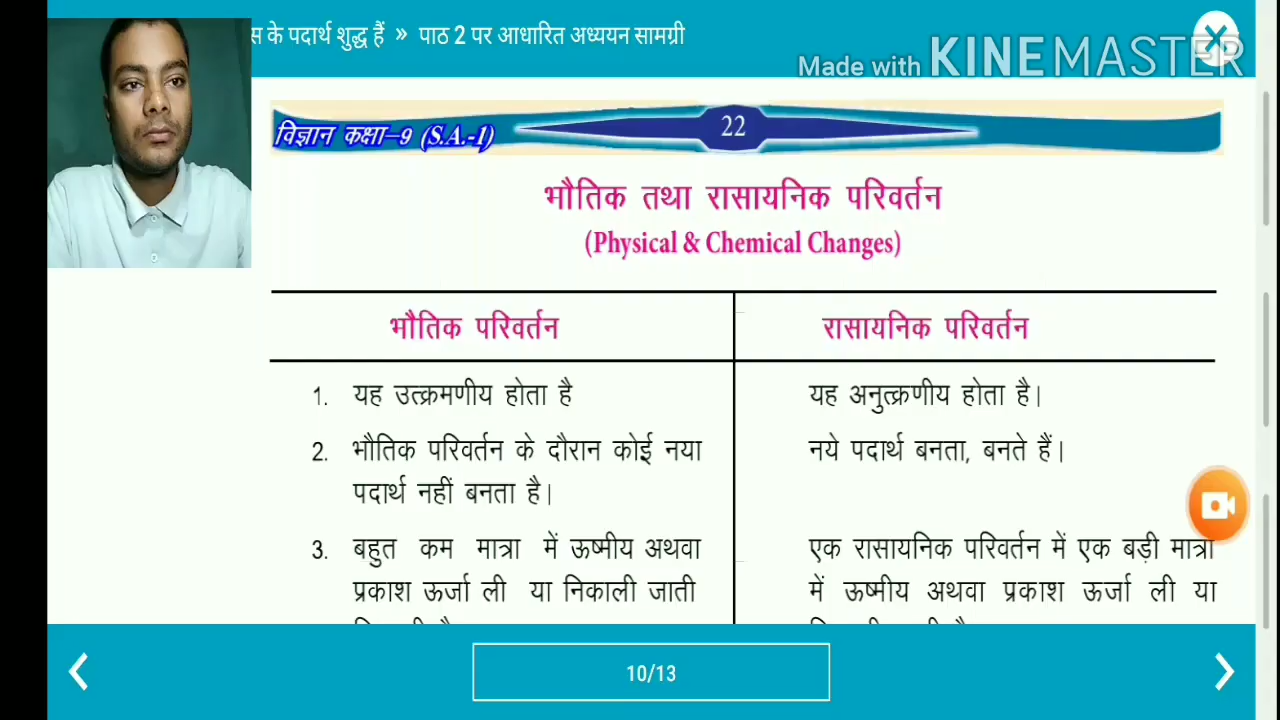 स के पदार्थ शुद्ध हैं » पाठ 2 पर आधारित अध्ययन सामग्री
Made with KINEMASTER
विज्ञान कक्षा-9 (S.A.-1)
22
भौतिक तथा रासायनिक परिवर्तन
(Physical & Chemical Changes)
भौतिक परिवर्तन
रासायनिक परिवर्तन
1. यह उत्क्रमणीय होता है
यह अनुत्क्रणीय होता है।
2. भौतिक परिवर्तन के दौरान कोई नया
पदार्थ नहीं बनता है।
नये पदार्थ बनता, बनते हैं।
3. बहुत कम मात्रा में ऊष्मीय अथवा
प्रकाश ऊर्जा ली या निकाली जाती
एक रासायनिक परिवर्तन में एक बड़ी मात्रा
में ऊष्मीय अथवा प्रकाश ऊर्जा ली या
10/13